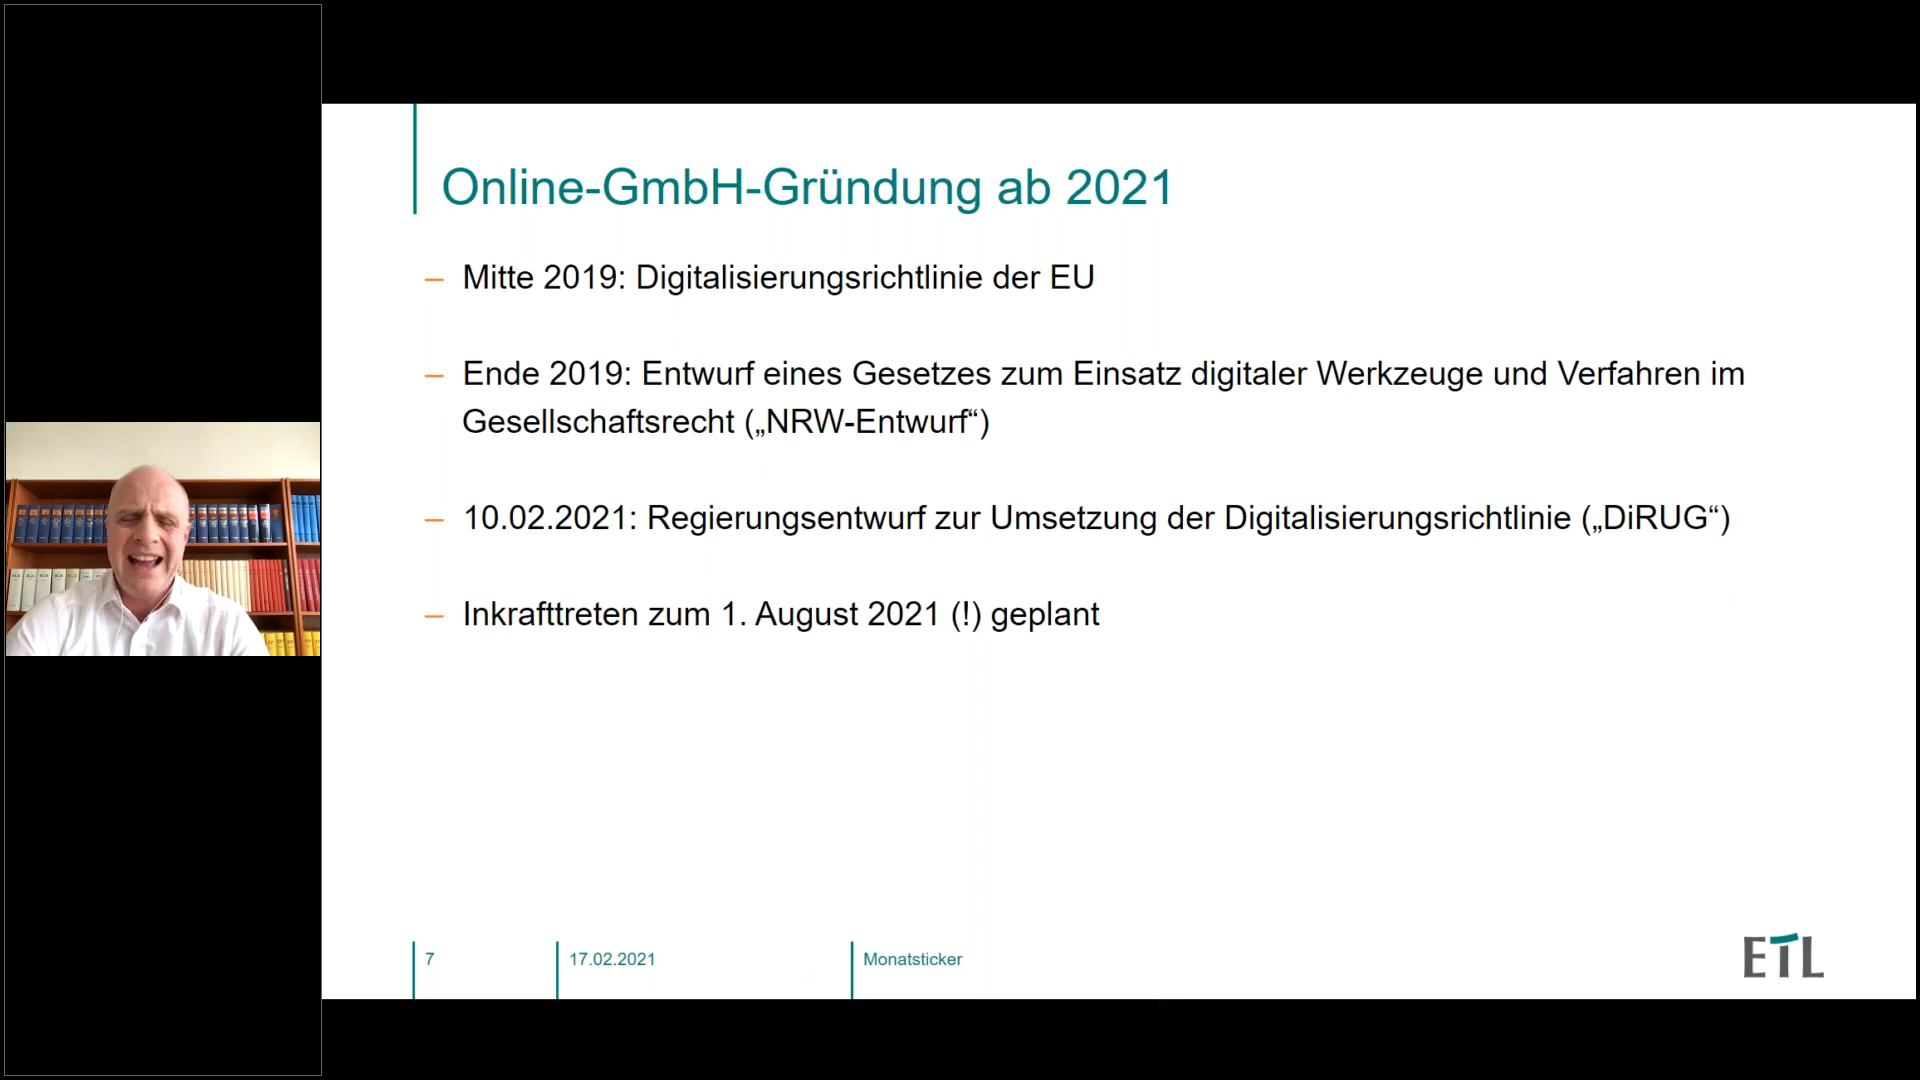 Online-GmbH-Gründung ab 2021
– Mitte 2019: Digitalisierungsrichtlinie der EU
– Ende 2019: Entwurf eines Gesetzes zum Einsatz digitaler Werkzeuge und Verfahren im
Gesellschaftsrecht („NRW-Entwurf“)
– 10.02.2021: Regierungsentwurf zur Umsetzung der Digitalisierungsrichtlinie („DiRUG“)
– Inkrafttreten zum 1. August 2021 (!) geplant
7
17.02.2021
Monatsticker
ETL